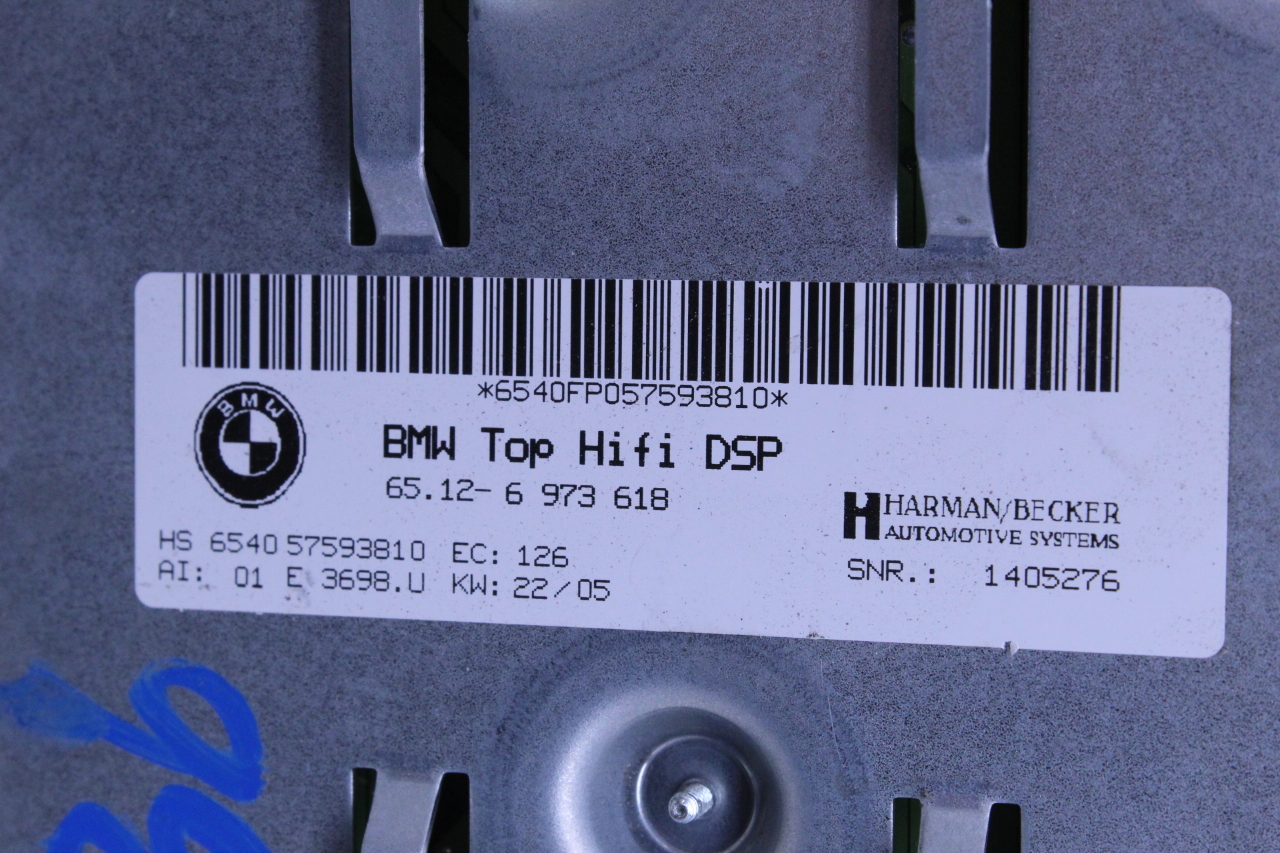 *6540FP057593810*
BMW
BMW Top Hifi DSP
65.12- 6 973 618
HARMAN/BECKER
AUTOMOTIVE SYSTEMS
HS 6540 57593810 EC: 126
AI: 01 E 3698.U KW: 22/05
SNR.: 1405276